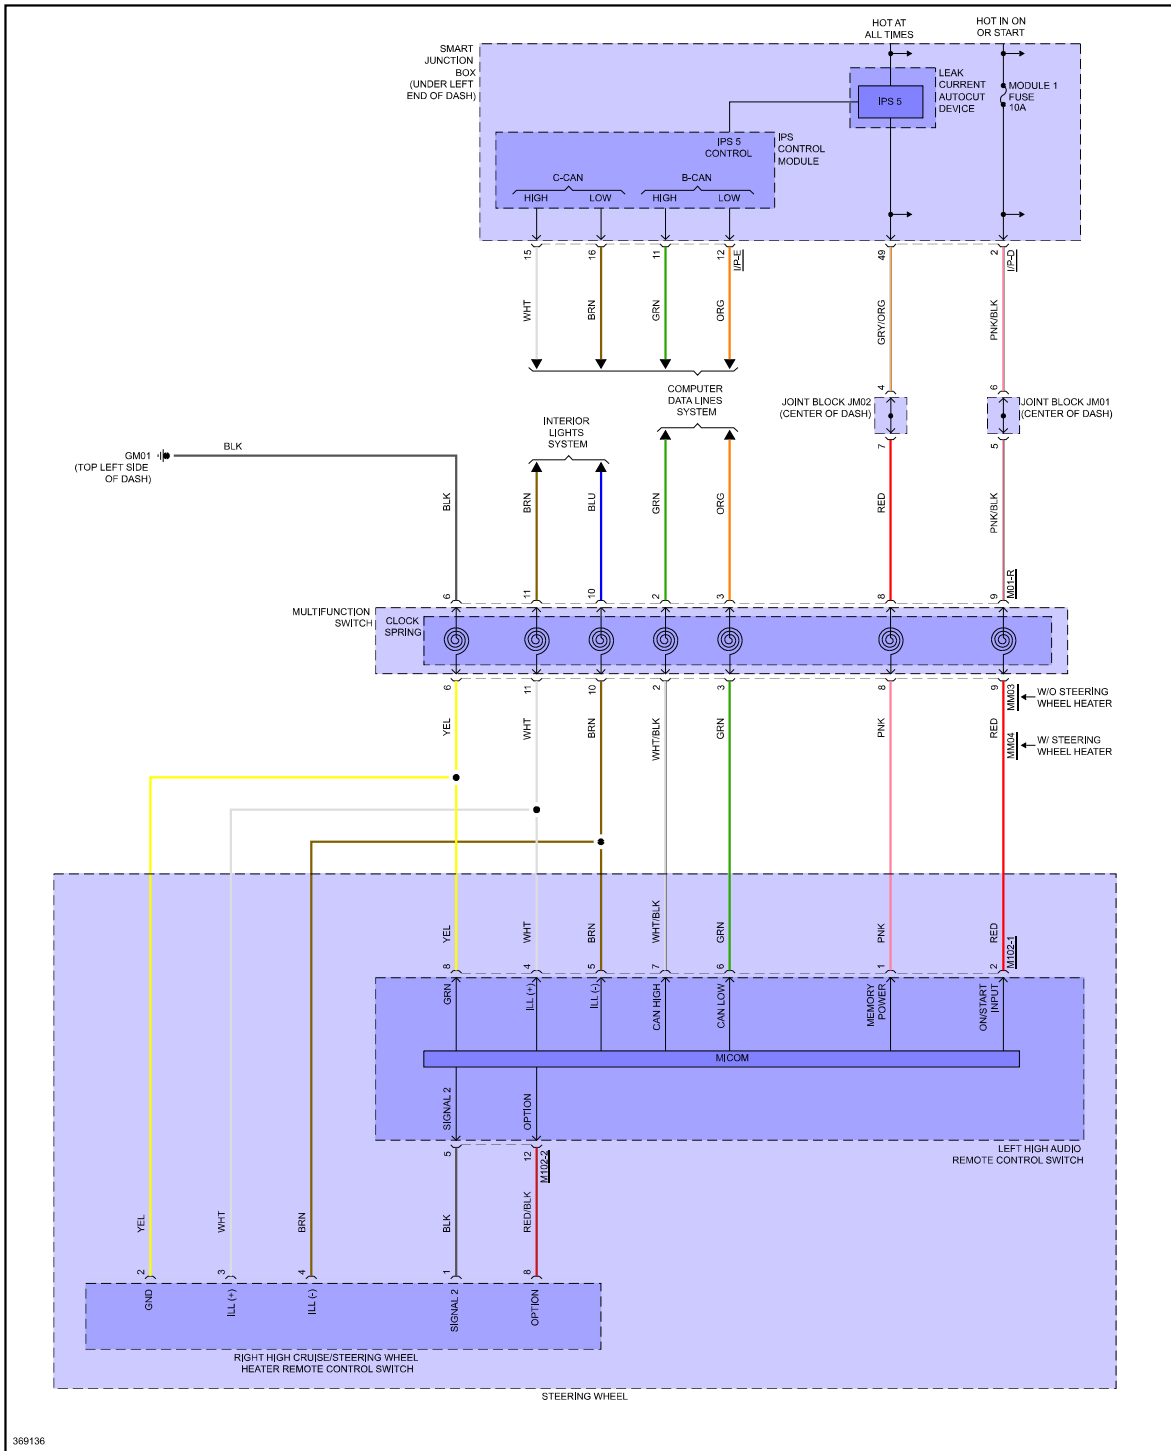 HOT AT
ALL TIMES
HOT IN ON
OR START
SMART
JUNCTION
BOX
(UNDER LEFT
END OF DASH)
LEAK
CURRENT
AUTOCUT
DEVICE
IPS 5
MODULE 1
FUSE
10A
IPS 5
CONTROL
IPS
CONTROL
MODULE
C-CAN
B-CAN
HIGH
LOW
HIGH
LOW
15
16
11
12
I/P-E
49
2
I/P-D
WHT
BRN
GRN
ORG
GRY/ORG
PNK/BLK
COMPUTER
DATA LINES
SYSTEM
4
6
JOINT BLOCK JM02
(CENTER OF DASH)
JOINT BLOCK JM01
(CENTER OF DASH)
7
5
INTERIOR
LIGHTS
SYSTEM
BLK
GM01
(TOP LEFT SIDE
OF DASH)
BLK
BRN
BLU
GRN
ORG
RED
PNK/BLK
6
11
10
2
3
8
9
M01-R
MULTIFUNCTION
SWITCH
CLOCK
SPRING
6
11
10
2
3
8
9
MM03
W/O STEERING
WHEEL HEATER
YEL
WHT
BRN
WHT/BLK
GRN
PNK
RED
MM04
W/ STEERING
WHEEL HEATER
YEL
WHT
BRN
WHT/BLK
GRN
PNK
RED
8
4
5
7
6
1
2
M102-1
GRN
ILL (+)
ILL (-)
CAN HIGH
CAN LOW
MEMORY
POWER
ON/START
INPUT
MICOM
SIGNAL 2
OPTION
5
12
M102-2
LEFT HIGH AUDIO
REMOTE CONTROL SWITCH
YEL
WHT
BRN
BLK
RED/BLK
2
3
4
1
8
GND
ILL (+)
ILL (-)
SIGNAL 2
OPTION
RIGHT HIGH CRUISE/STEERING WHEEL
HEATER REMOTE CONTROL SWITCH
STEERING WHEEL
369136